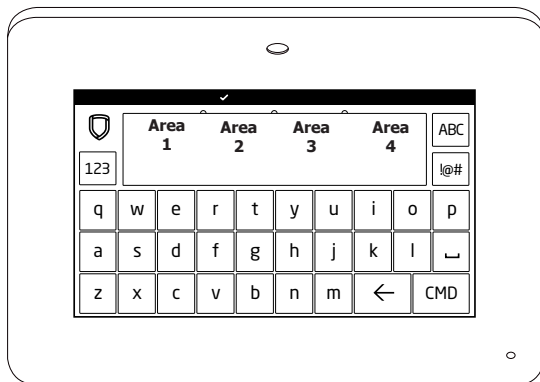 Area 1 Area 2 Area 3 Area 4 ABC
123 !@#
q w e r t y u i o p
a s d f g h j k l
z x c v b n m ← CMD